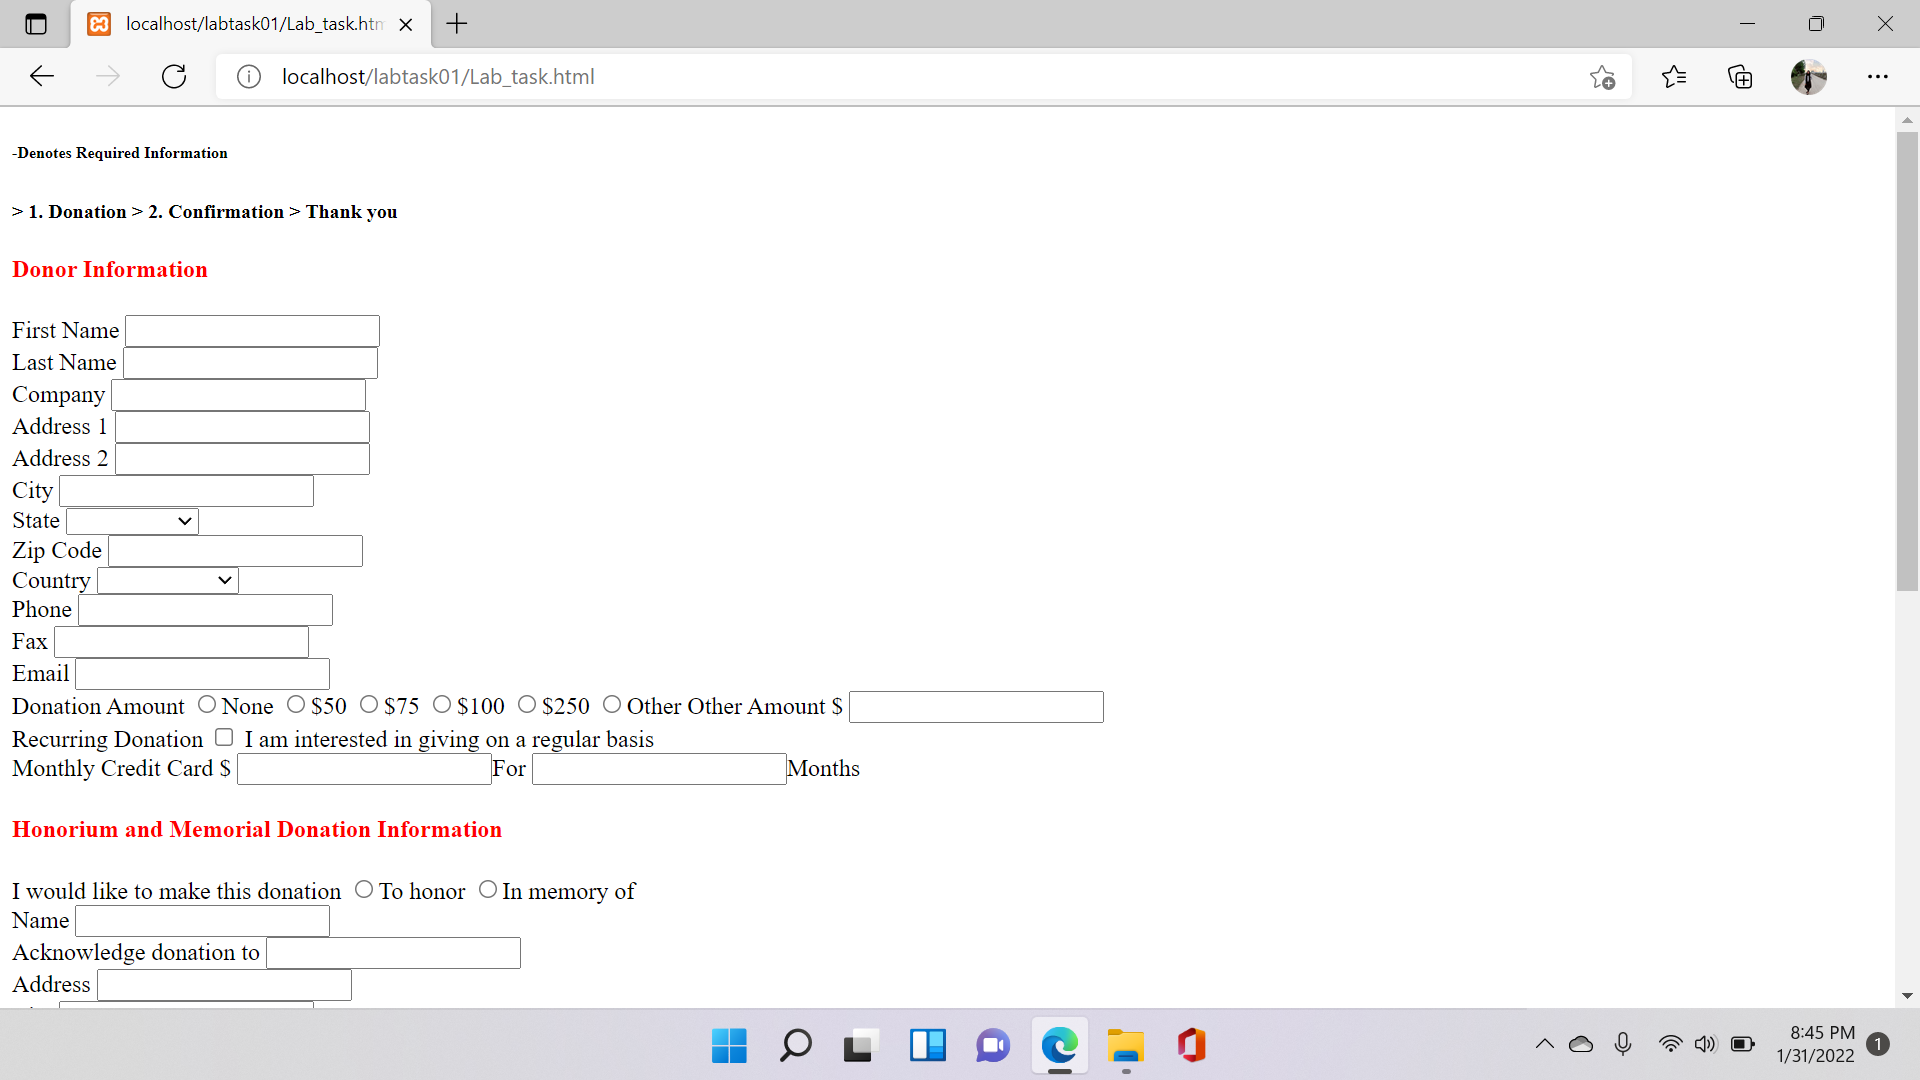 localhost/labtask01/Lab_task.htm
localhost/labtask01/Lab_task.html
-Denotes Required Information
> 1. Donation > 2. Confirmation > Thank you
Donor Information
First Name
Last Name
Company
Address 1
Address 2
City
State
Zip Code
Country
Phone
Fax
Email
Donation Amount None $50 $75 $100 $250 Other Other Amount $
Recurring Donation I am interested in giving on a regular basis
Monthly Credit Card $ For Months
Honorium and Memorial Donation Information
I would like to make this donation To honor In memory of
Name
Acknowledge donation to
Address
8:45 PM
1/31/2022
1